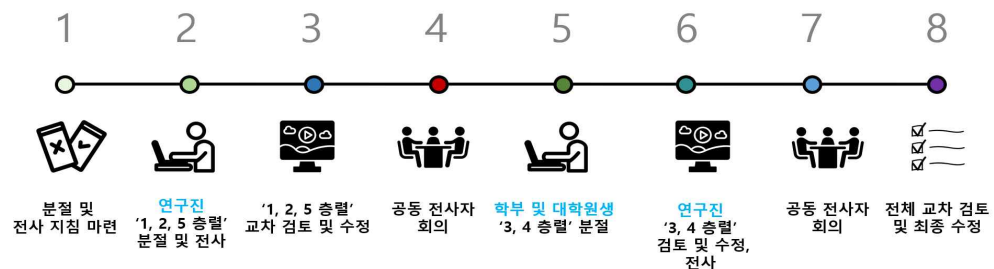 1 2 3 4 5 6 7 8
분절 및
전사 지침 마련
연구진
'1, 2, 5 층렬'
분절 및 전사
'1, 2, 5 층렬'
교차 검토 및 수정
공동 전사자
회의
학부 및 대학원생
'3, 4 층렬' 분절
연구진
'3, 4 층렬'
검토 및 수정,
전사
공동 전사자
회의
전체 교차 검토
및 최종 수정